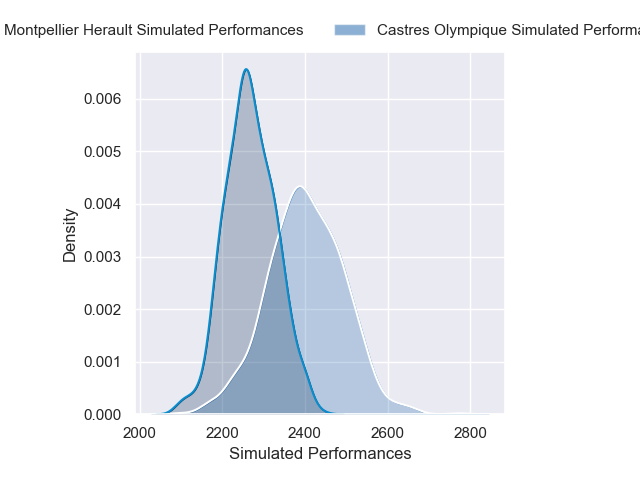 Montpellier Herault Simulated Performances Castres Olympique Simulated Performa
0.006
0.005
0.004
0.003
0.002
0.001
0.000
Density
2000 2200 2400 2600 2800
Simulated Performances